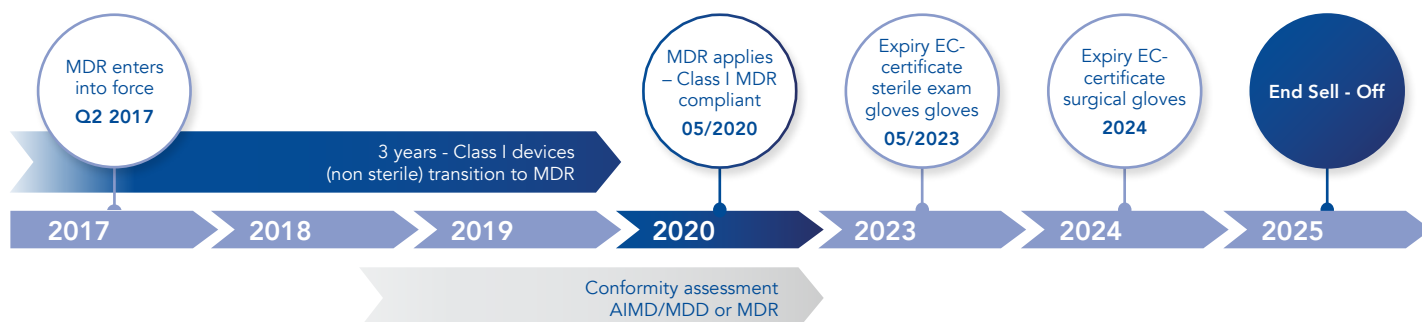 MDR enters
into force
Q2 2017
MDR applies
– Class I MDR
compliant
05/2020
Expiry EC-
certificate
sterile exam
gloves gloves
05/2023
Expiry EC-
certificate
surgical gloves
2024
End Sell - Off
3 years - Class I devices
(non sterile) transition to MDR
2017
2018
2019
2020
2023
2024
2025
Conformity assessment
AIMD/MDD or MDR